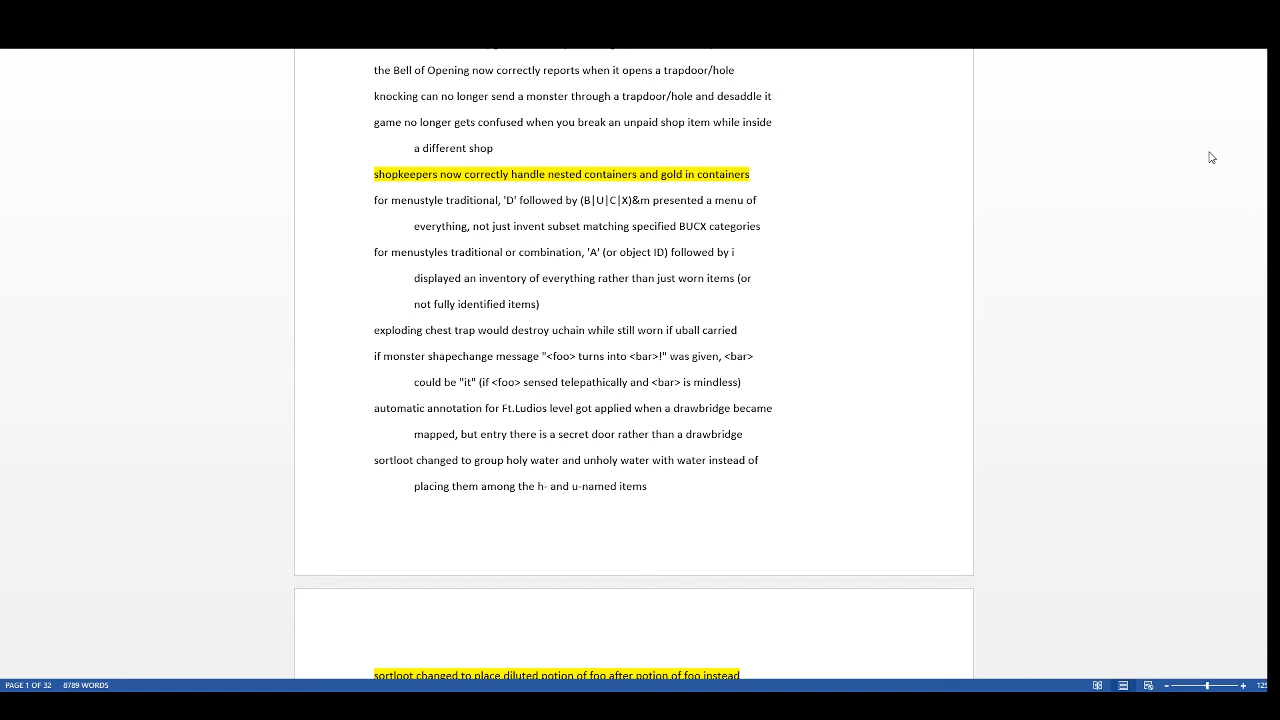 the Bell of Opening now correctly reports when it opens a trapdoor/hole
knocking can no longer send a monster through a trapdoor/hole and desaddle it
game no longer gets confused when you break an unpaid shop item while inside
a different shop
shopkeepers now correctly handle nested containers and gold in containers
for menustyle traditional, 'D' followed by (B|U|C|X)&m presented a menu of
everything, not just invent subset matching specified BUCX categories
for menustyles traditional or combination, 'A' (or object ID) followed by i
displayed an inventory of everything rather than just worn items (or
not fully identified items)
exploding chest trap would destroy uchain while still worn if uball carried
if monster shapechange message "<foo> turns into <bar>!" was given, <bar>
could be "it" (if <foo> sensed telepathically and <bar> is mindless)
automatic annotation for Ft.Ludios level got applied when a drawbridge became
mapped, but entry there is a secret door rather than a drawbridge
sortloot changed to group holy water and unholy water with water instead of
placing them among the h- and u-named items
sortloot changed to place diluted potion of foo after potion of foo instead
PAGE 1 OF 32 8789 WORDS